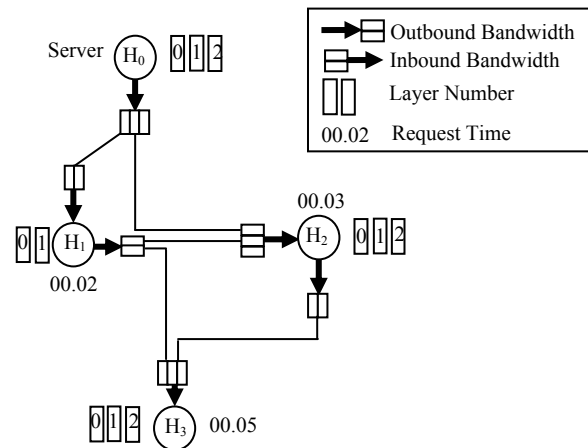 Server
H0
0 1 2
Outbound Bandwidth
Inbound Bandwidth
Layer Number
00.02 Request Time
00.03
0 1
H1
H2
0 1 2
00.02
0 1 2
H3
00.05